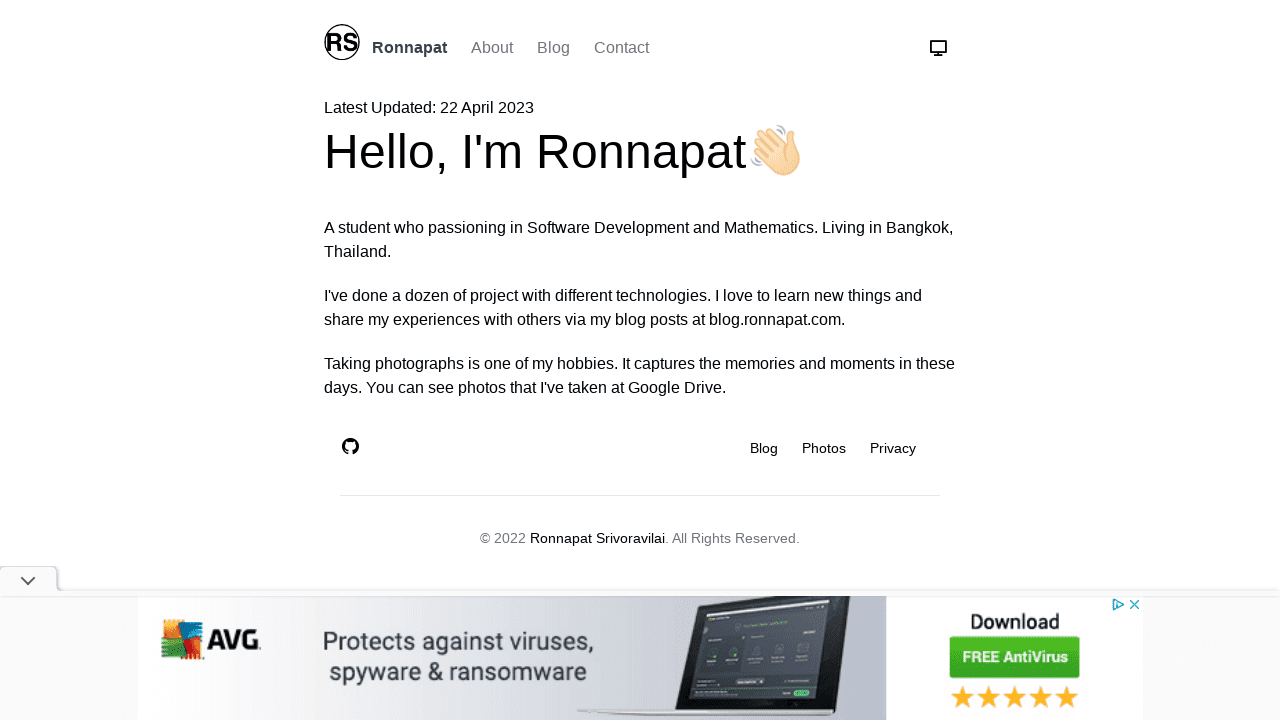 RS Ronnapat About Blog Contact
Latest Updated: 22 April 2023
Hello, I'm Ronnapat👋🏻
A student who passioning in Software Development and Mathematics. Living in Bangkok,
Thailand.
I've done a dozen of project with different technologies. I love to learn new things and
share my experiences with others via my blog posts at blog.ronnapat.com.
Taking photographs is one of my hobbies. It captures the memories and moments in these
days. You can see photos that I've taken at Google Drive.
Blog Photos Privacy
© 2022 Ronnapat Srivoravilai. All Rights Reserved.
AVG.
Protects against viruses,
spyware & ransomware
Download
FREE AntiVirus